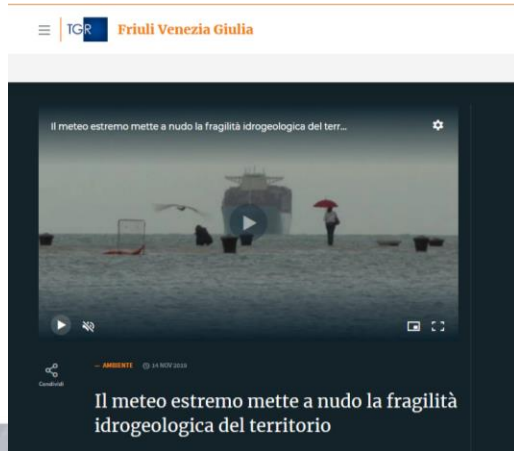 TGR Friuli Venezia Giulia
Il meteo estremo mette a nudo la fragilità idrogeologica del terr...
Condividi
— AMBIENTE 14 NOV 2019
Il meteo estremo mette a nudo la fragilità
idrogeologica del territorio